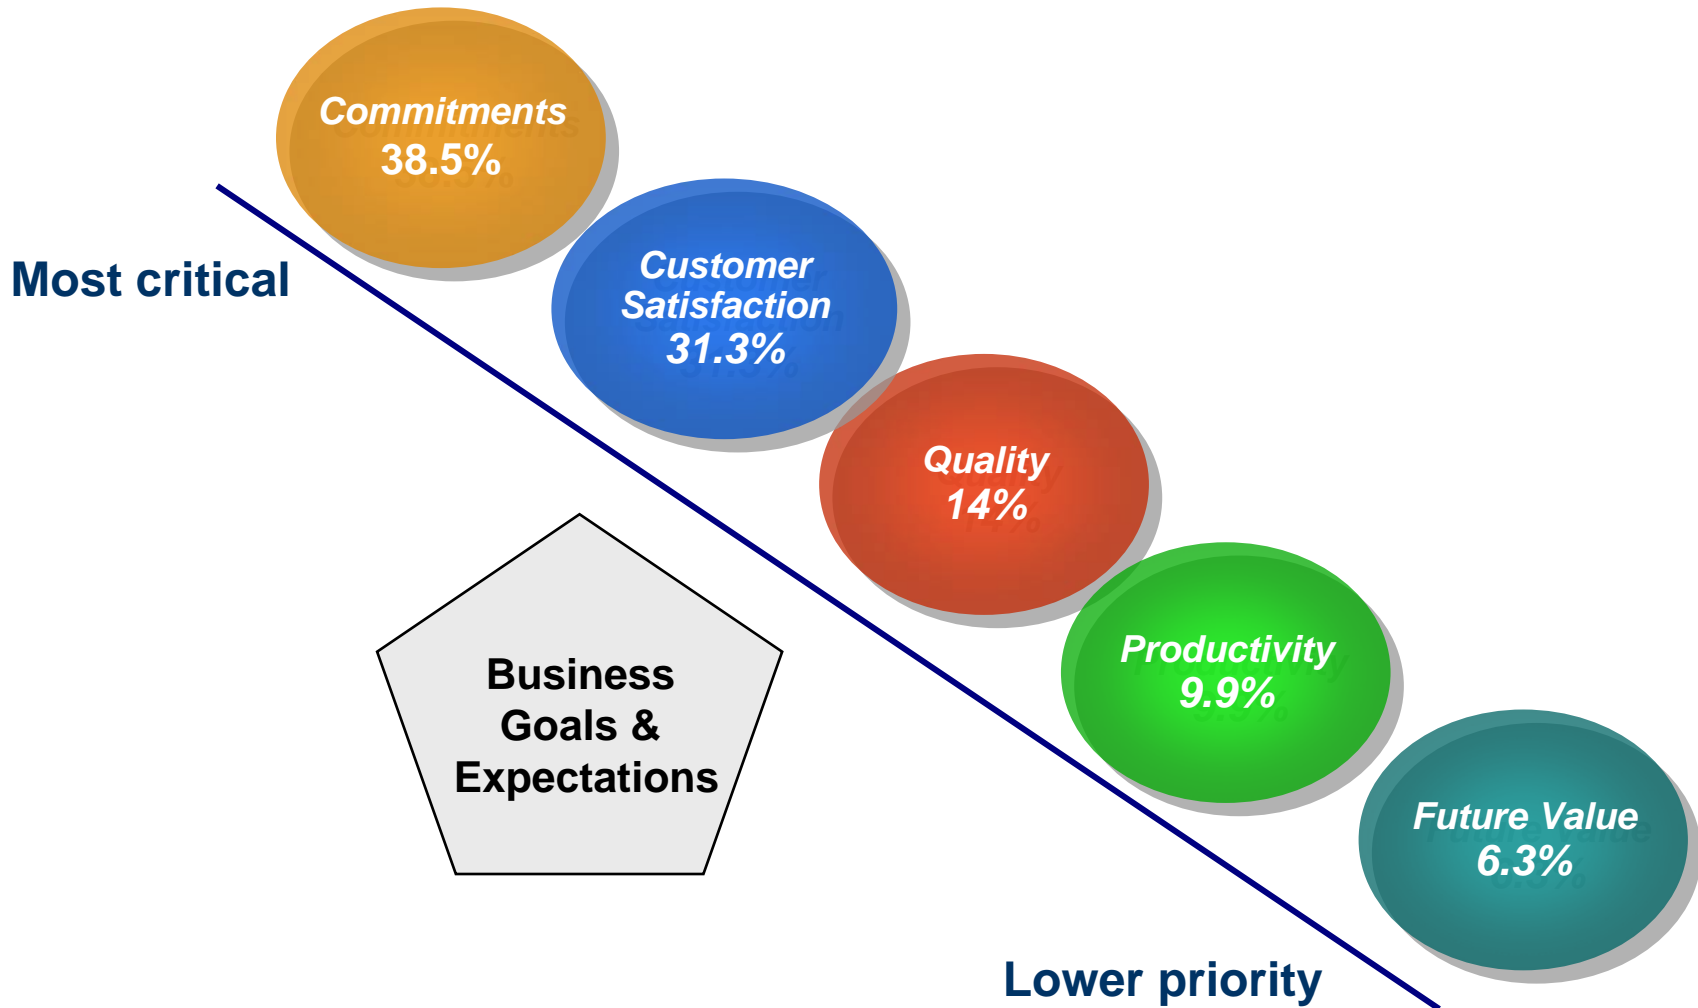 Commitments
38.5%
Most critical
Customer
Satisfaction
31.3%
Quality
14%
Business
Goals &
Expectations
Productivity
9.9%
Future Value
6.3%
Lower priority